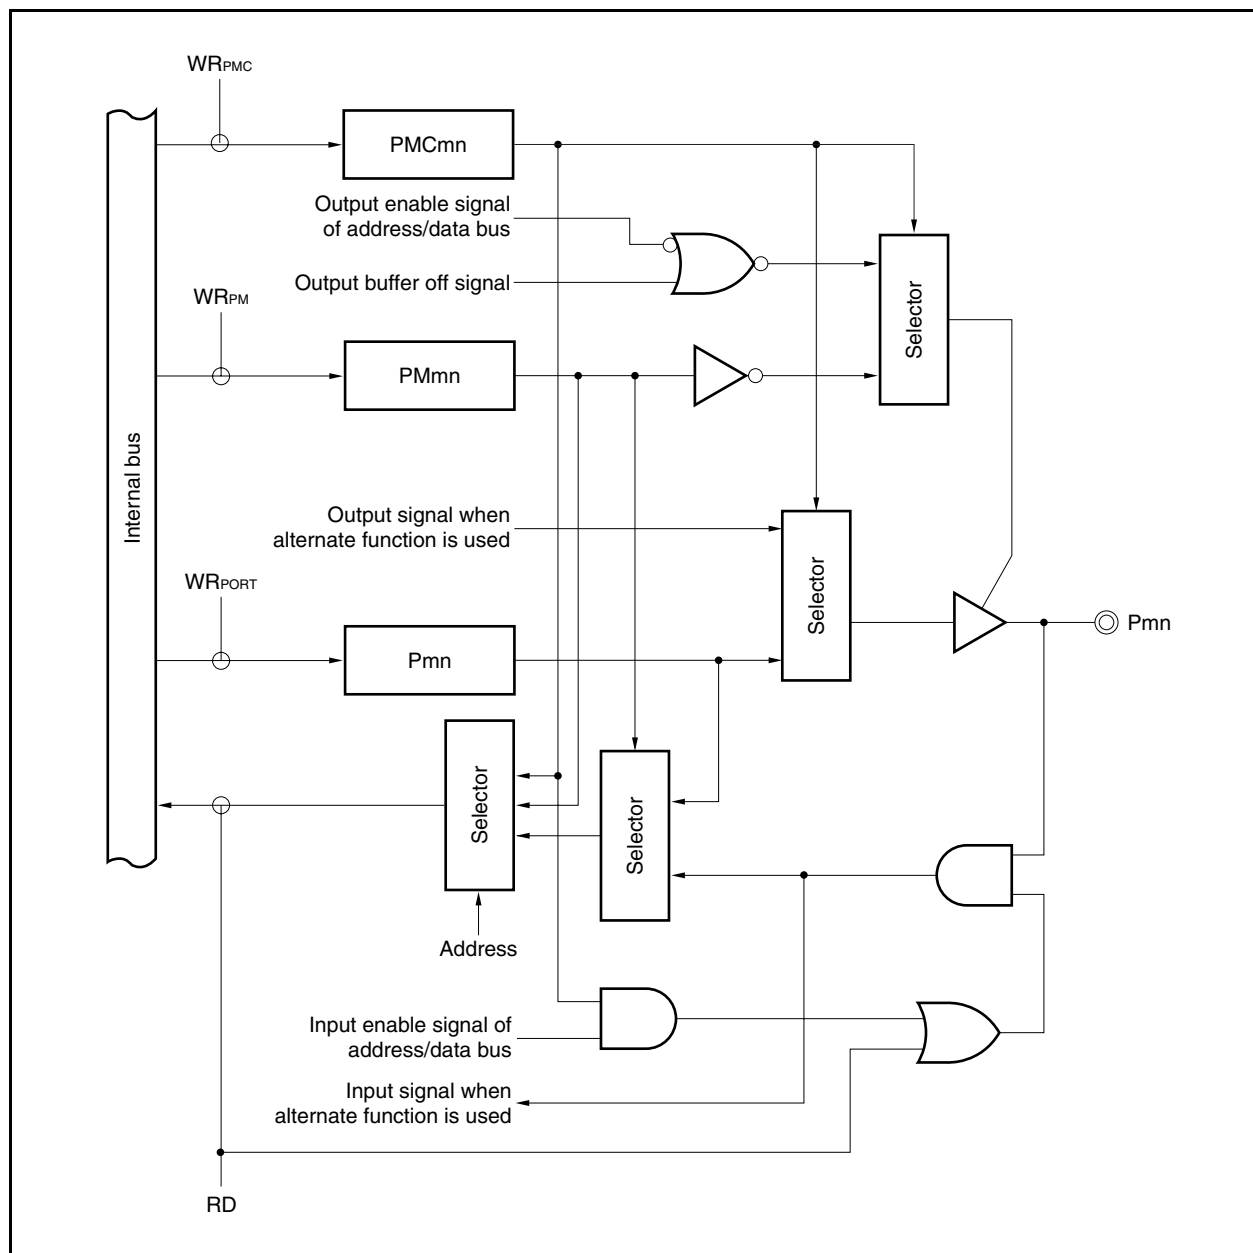 WRPMC
PMCmn
Output enable signal
of address/data bus
Output buffer off signal
Selector
WRPM
PMmn
Internal bus
Output signal when
alternate function is used
Selector
WRPORT
Pmn
Pmn
Selector
Selector
Address
Input enable signal of
address/data bus
Input signal when
alternate function is used
RD